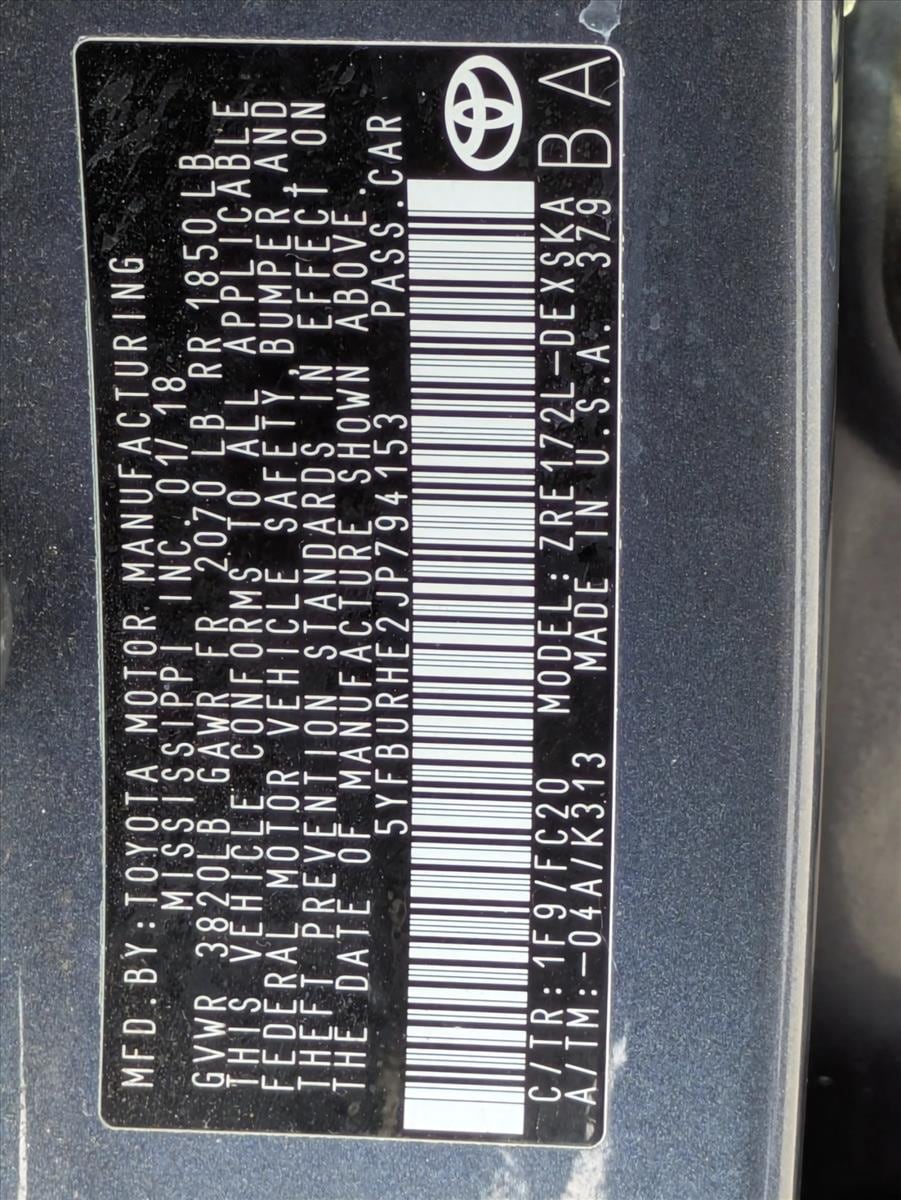 MFD.BY:TOYOTA MOTOR MANUFACTURING
MISSISSIPPI INC. 01/18
GVWR 3820LB GAWR FR 2070 LB RR 1850LB
THIS VEHICLE CONFORMS TO ALL APPLICABLE
FEDERAL MOTOR VEHICLE SAFETY, BUMPER, AND
THEFT PREVENTION STANDARDS IN EFFECT ON
THE DATE OF MANUFACTURE SHOWN ABOVE.
5YFBURHE2JP794153 PASS.CAR
C/TR:1F9/FC20 MODEL:ZRE172L-DEXSKA
A/TM:-04A/K313 MADE IN U.S.A. 379
BA